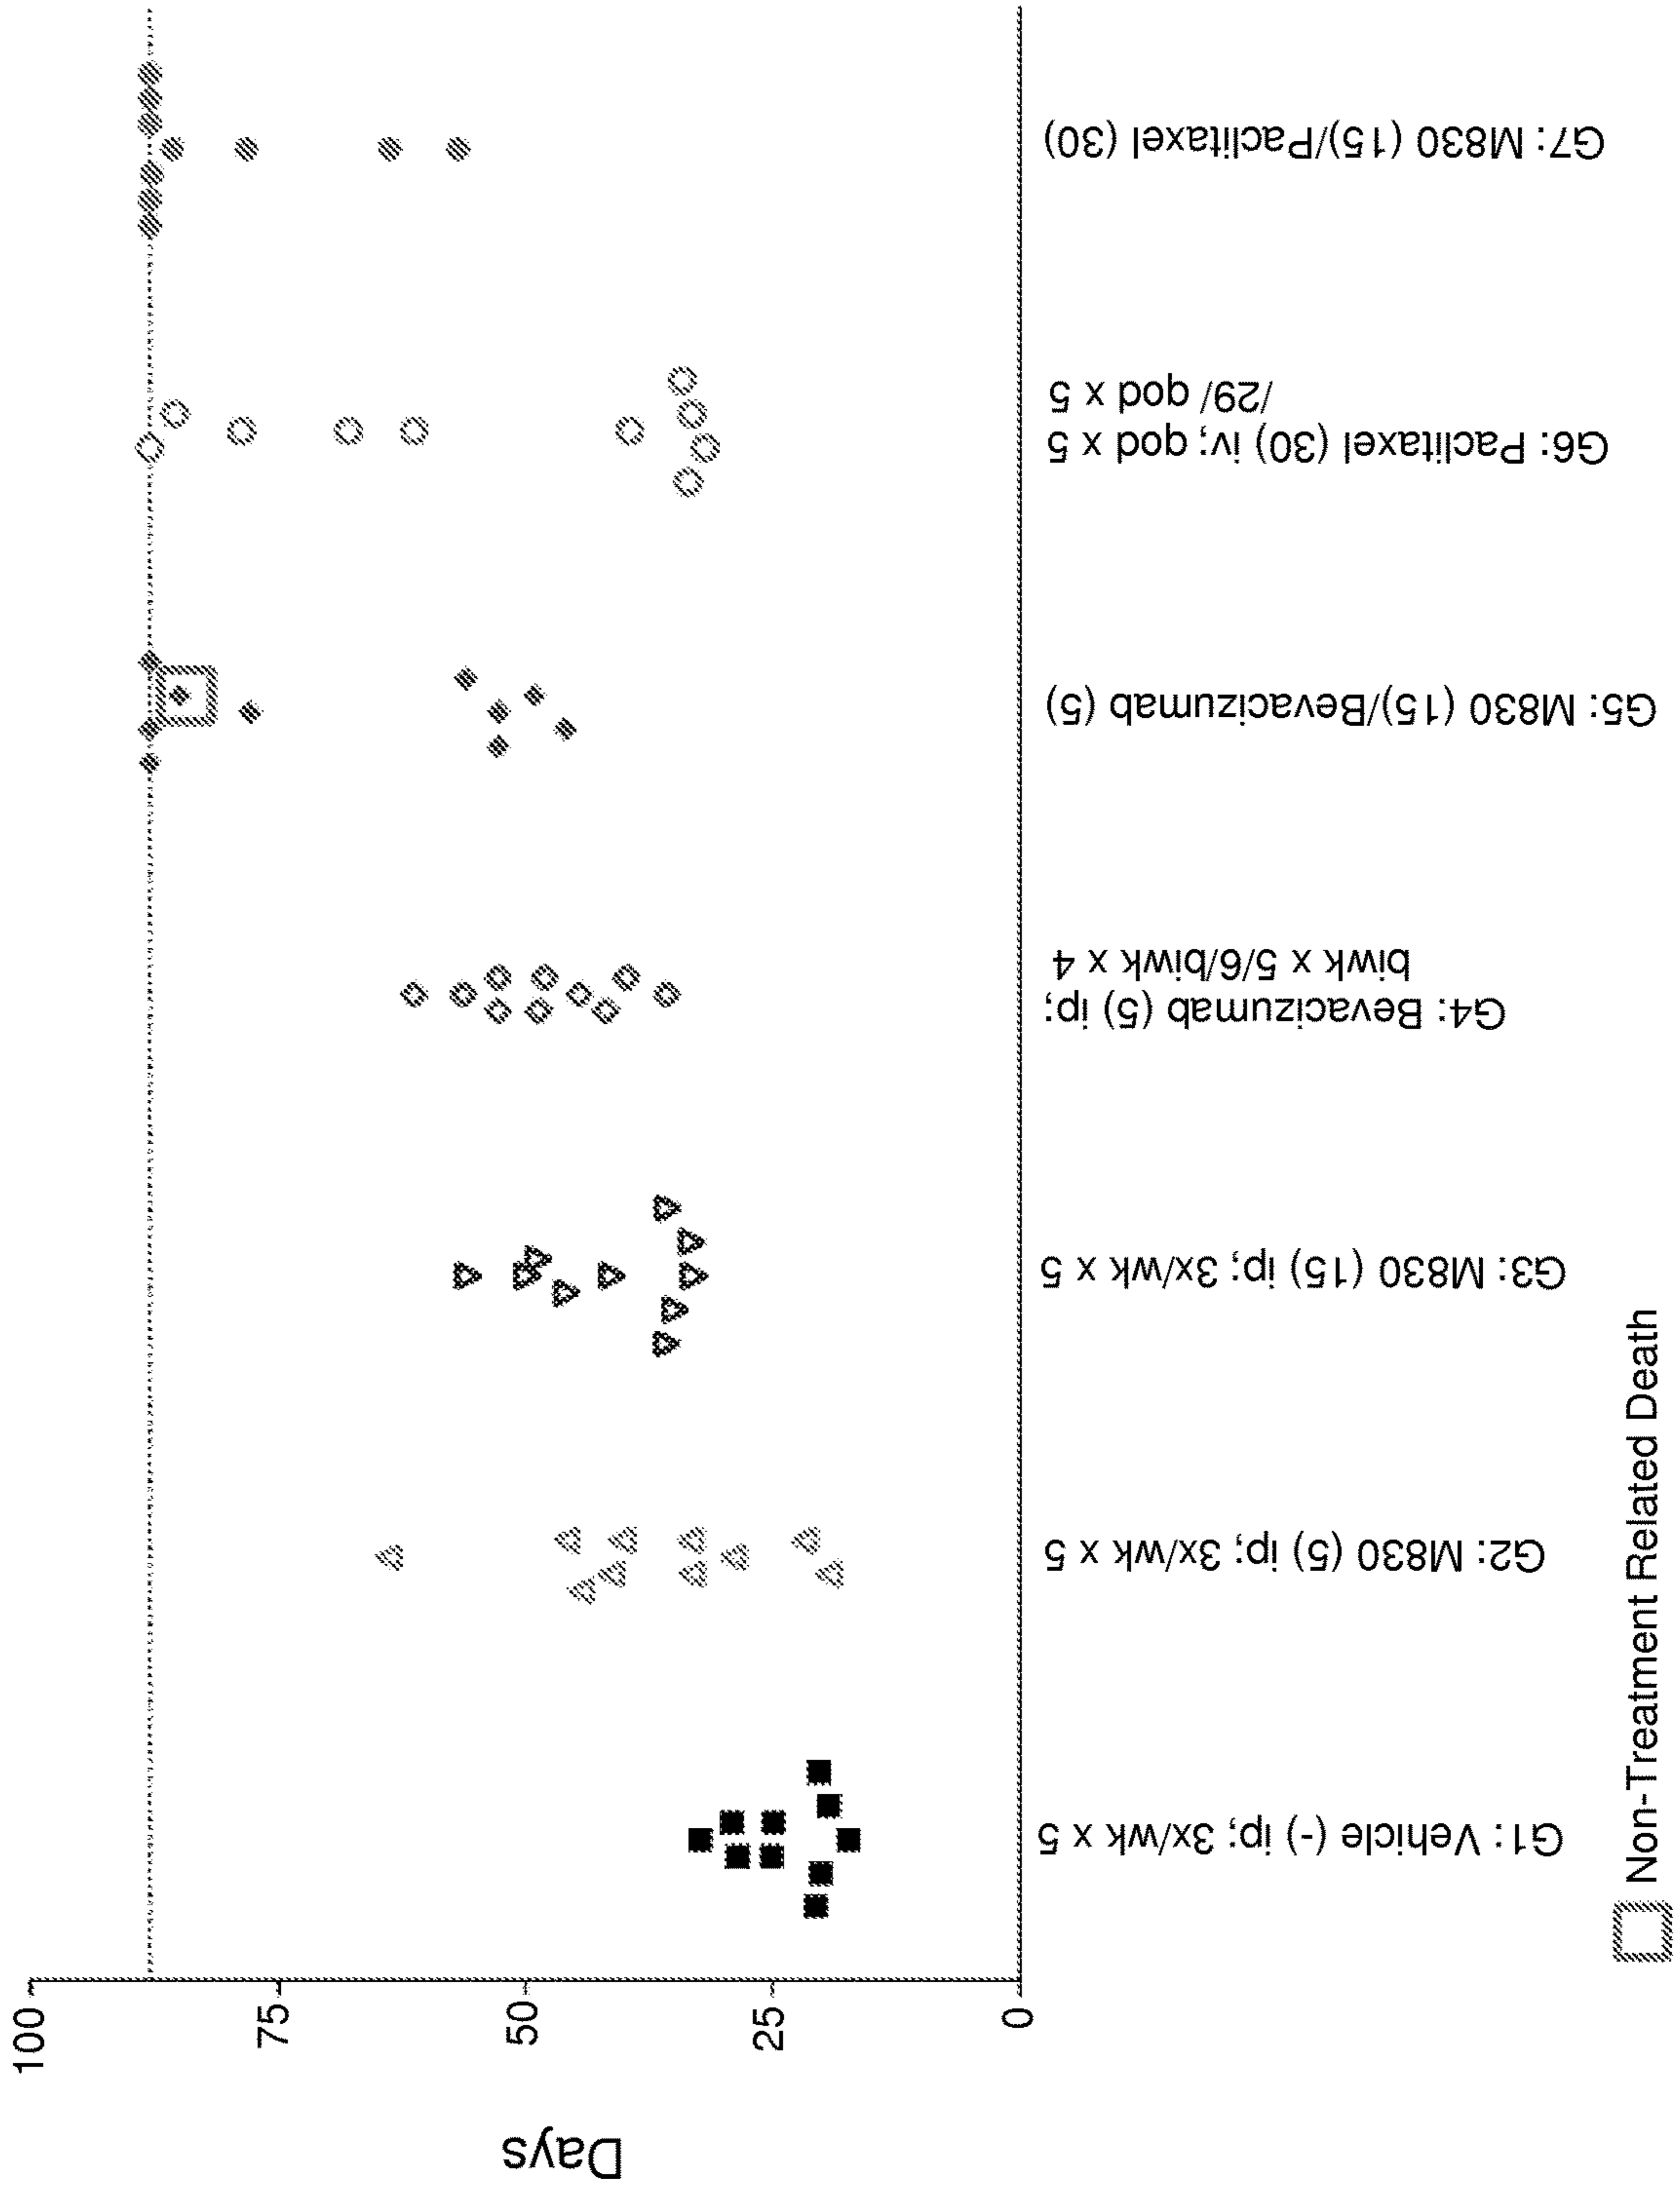 Days
100
75
50
25
0
G1: Vehicle (-) ip; 3x/wk x 5
G2: M830 (5) ip; 3x/wk x 5
G3: M830 (15) ip; 3x/wk x 5
G4: Bevacizumab (5) ip;
biwk x 5/6/biwk x 4
G5: M830 (15)/Bevacizumab (5)
G6: Paclitaxel (30) iv; qod x 5
/29/ qod x 5
G7: M830 (15)/Paclitaxel (30)
Non-Treatment Related Death